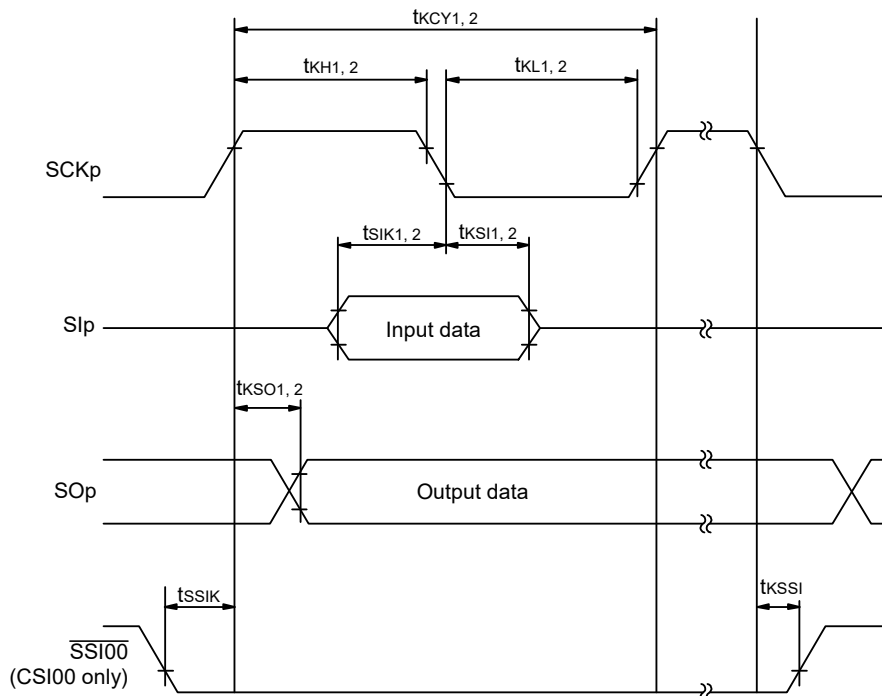 tKCY1, 2
tKH1, 2
tKL1, 2
SCKp
tSIK1, 2
tKSI1, 2
SIp
Input data
tKSO1, 2
SOp
Output data
tSSIK
tKSSI
SSI00
(CSI00 only)